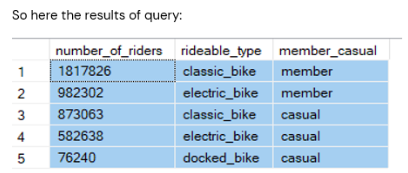 So here the results of query:
number_of_riders rideable_type member_casual
1 1817826 classic_bike member
2 982302 electric_bike member
3 873063 classic_bike casual
4 582638 electric_bike casual
5 76240 docked_bike casual